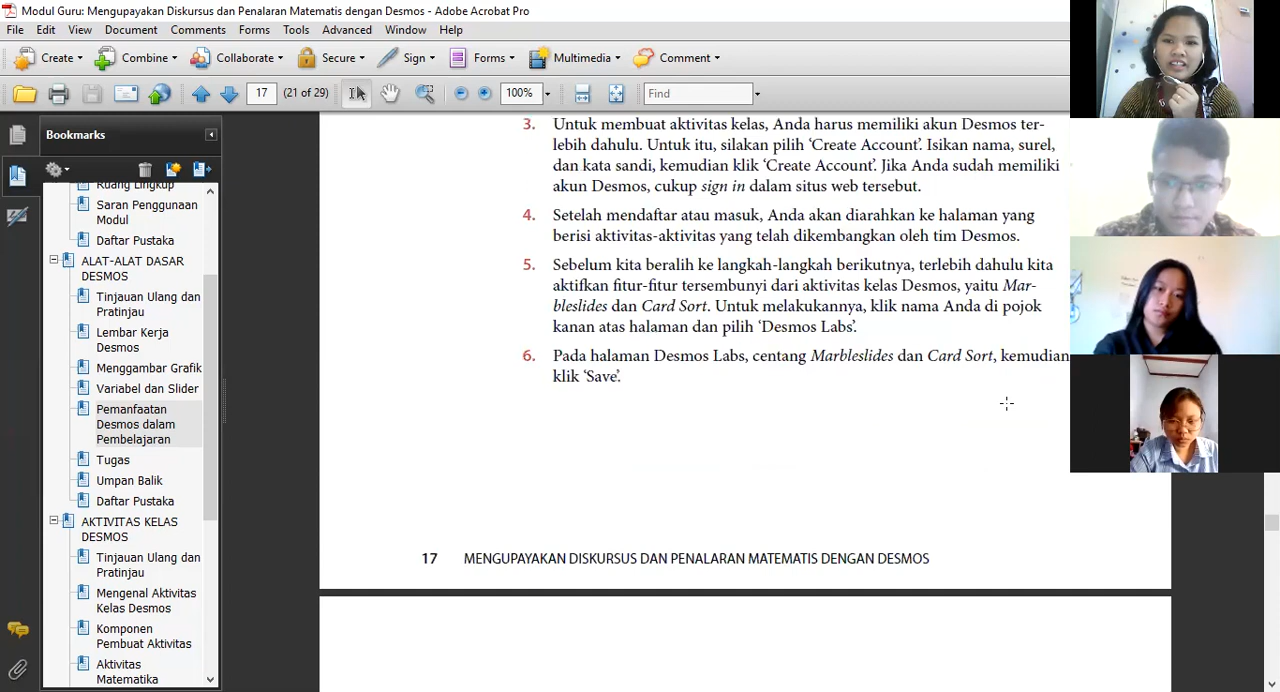 Modul Guru: Mengupayakan Diskursus dan Penalaran Matematis dengan Desmos - Adobe Acrobat Pro
File Edit View Document Comments Forms Tools Advanced Window Help
Create Combine Collaborate Secure Sign Forms Multimedia Comment
17 (21 of 29) 100% Find
Bookmarks
Ruang Lingkup
Saran Penggunaan
Modul
Daftar Pustaka
ALAT-ALAT DASAR
DESMOS
Tinjauan Ulang dan
Pratinjau
Lembar Kerja
Desmos
Menggambar Grafik
Variabel dan Slider
Pemanfaatan
Desmos dalam
Pembelajaran
Tugas
Umpan Balik
Daftar Pustaka
AKTIVITAS KELAS
DESMOS
Tinjauan Ulang dan
Pratinjau
Mengenal Aktivitas
Kelas Desmos
Komponen
Pembuat Aktivitas
Aktivitas
Matematika
3. Untuk membuat aktivitas kelas, Anda harus memiliki akun Desmos ter-
lebih dahulu. Untuk itu, silakan pilih ‘Create Account’. Isikan nama, surel,
dan kata sandi, kemudian klik ‘Create Account’. Jika Anda sudah memiliki
akun Desmos, cukup sign in dalam situs web tersebut.
4. Setelah mendaftar atau masuk, Anda akan diarahkan ke halaman yang
berisi aktivitas-aktivitas yang telah dikembangkan oleh tim Desmos.
5. Sebelum kita beralih ke langkah-langkah berikutnya, terlebih dahulu kita
aktifkan fitur-fitur tersembunyi dari aktivitas kelas Desmos, yaitu Mar-
bleslides dan Card Sort. Untuk melakukannya, klik nama Anda di pojok
kanan atas halaman dan pilih ‘Desmos Labs’.
6. Pada halaman Desmos Labs, centang Marbleslides dan Card Sort, kemudian
klik ‘Save’.
17 MENGUPAYAKAN DISKURSUS DAN PENALARAN MATEMATIS DENGAN DESMOS